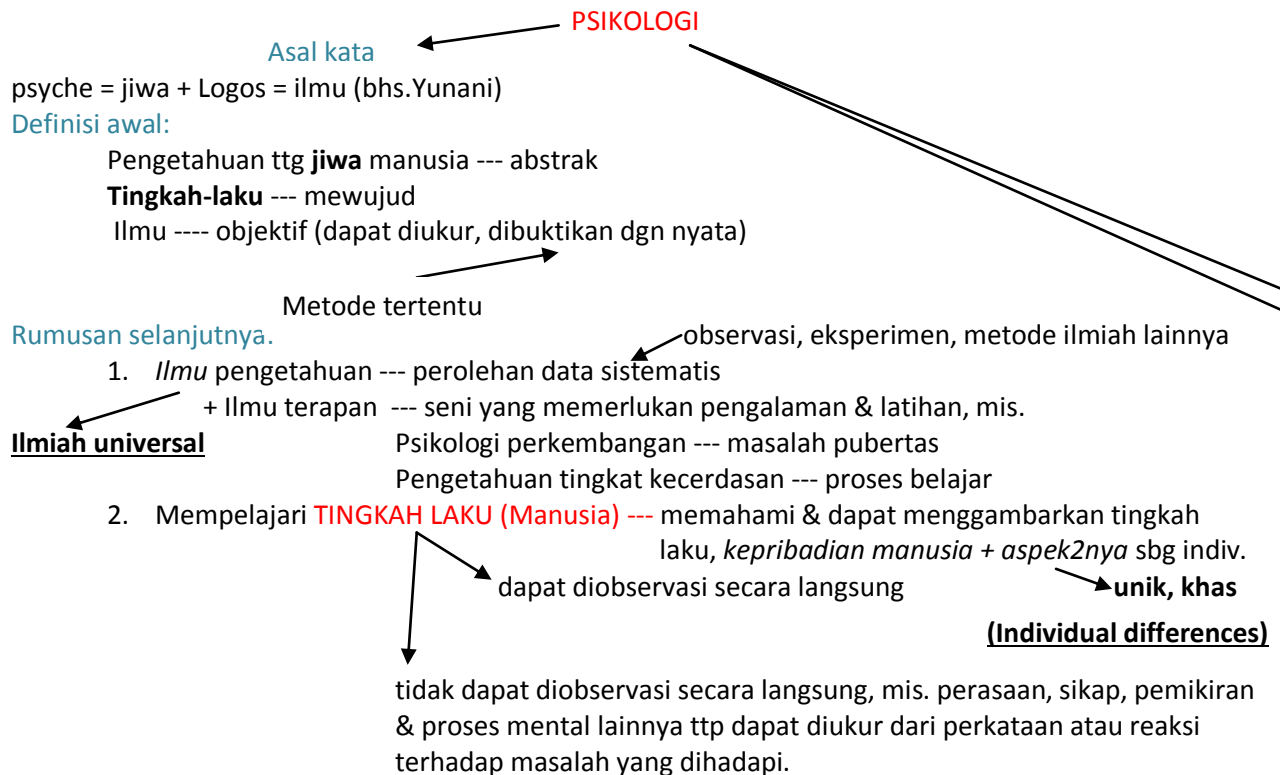 PSIKOLOGI
Asal kata
psyche = jiwa + Logos = ilmu (bhs.Yunani)
Definisi awal:
Pengetahuan ttg jiwa manusia --- abstrak
Tingkah-laku --- mewujud
Ilmu ---- objektif (dapat diukur, dibuktikan dgn nyata)
Metode tertentu
Rumusan selanjutnya.
observasi, eksperimen, metode ilmiah lainnya
1. Ilmu pengetahuan --- perolehan data sistematis
+ Ilmu terapan --- seni yang memerlukan pengalaman & latihan, mis.
Ilmiah universal Psikologi perkembangan --- masalah pubertas
Pengetahuan tingkat kecerdasan --- proses belajar
2. Mempelajari TINGKAH LAKU (Manusia) --- memahami & dapat menggambarkan tingkah
laku, kepribadian manusia + aspek2nya sbg indiv.
dapat diobservasi secara langsung unik, khas
(Individual differences)
tidak dapat diobservasi secara langsung, mis. perasaan, sikap, pemikiran
& proses mental lainnya ttp dapat diukur dari perkataan atau reaksi
terhadap masalah yang dihadapi.